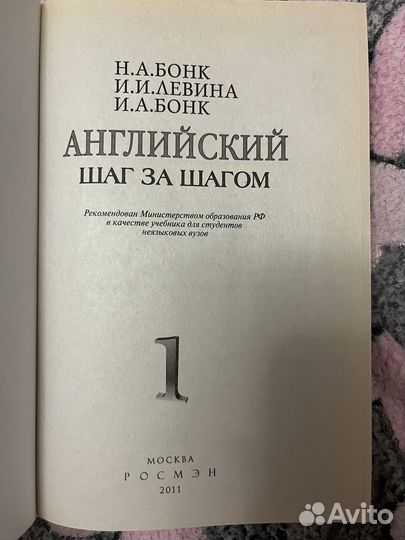 Н.А.БОНК
И.И.ЛЕВИНА
И.А.БОНК
АНГЛИЙСКИЙ
ШАГ ЗА ШАГОМ
Рекомендован Министерством образования РФ
в качестве учебника для студентов
неязыковых вузов
1
МОСКВА
РОСМЭН
2011
Avito